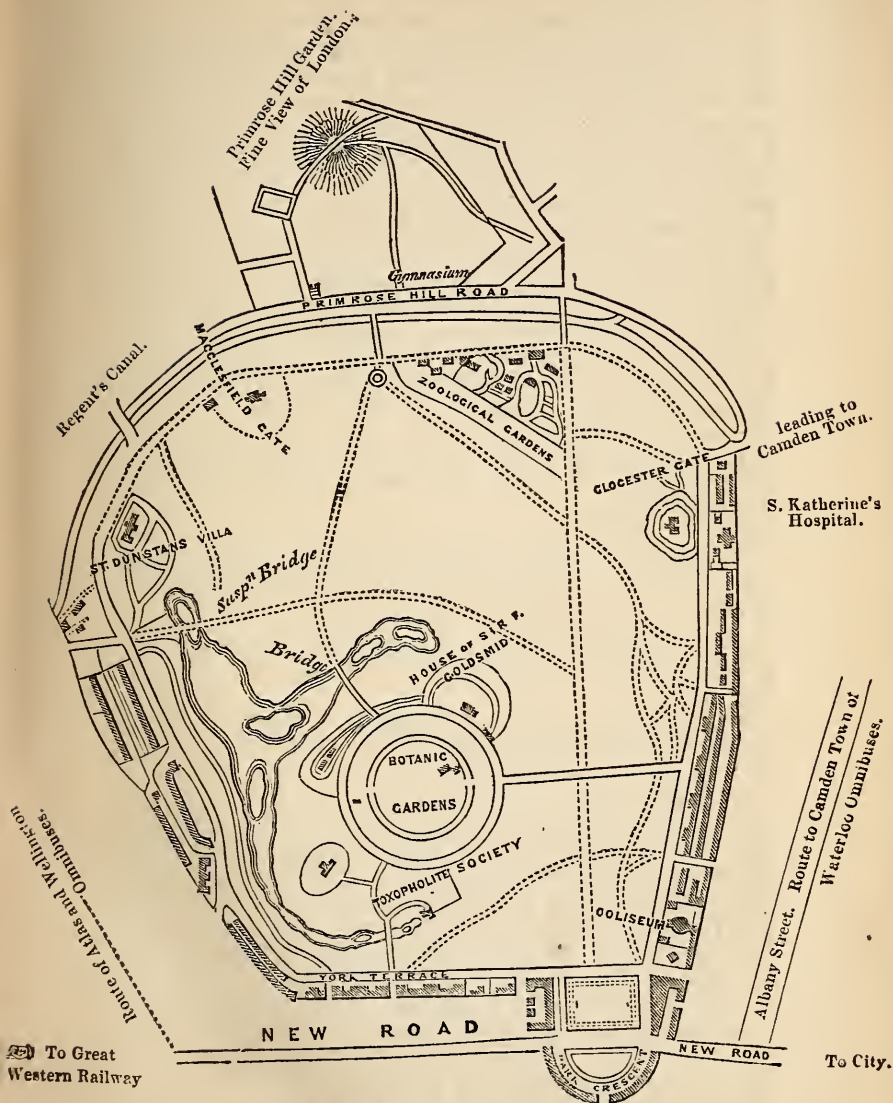 Primrose Hill Garden.
Fine View of London.
Gymnasium
PRIMROSE HILL ROAD
Regent's Canal.
MACCLESFIELD GATE
ZOOLOGICAL GARDENS
GLOCESTER GATE
leading to
Camden Town.
S. Katherine's
Hospital.
ST. DUNSTANS VILLA
Suspn Bridge
Bridge
HOUSE OF SIR F.
GOLDSMID
BOTANIC
GARDENS
TOXOPHOLITE SOCIETY
COLISEUM
Albany Street. Route to Camden Town of
Waterloo Omnibuses.
Route of Atlas and Wellington
Omnibuses.
YORK TERRACE
NEW ROAD
NEW ROAD
PARK CRESCENT
To Great
Western Railway
To City.